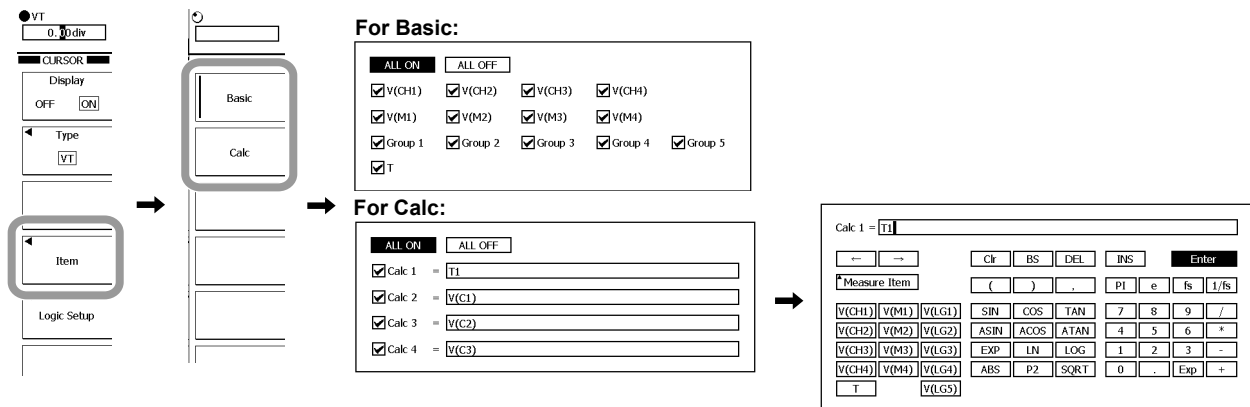 VT
0.00div
CURSOR
Display
OFF ON
Type
VT
Item
Logic Setup
Basic
Calc
For Basic:
ALL ON ALL OFF
V(CH1) V(CH2) V(CH3) V(CH4)
V(M1) V(M2) V(M3) V(M4)
Group 1 Group 2 Group 3 Group 4 Group 5
T
For Calc:
ALL ON ALL OFF
Calc 1 = T1
Calc 2 = V(C1)
Calc 3 = V(C2)
Calc 4 = V(C3)
Calc 1 = T1
← → Clr BS DEL INS Enter
Measure Item ( ) , PI e fs 1/fs
V(CH1) V(M1) V(LG1) SIN COS TAN 7 8 9 /
V(CH2) V(M2) V(LG2) ASIN ACOS ATAN 4 5 6 *
V(CH3) V(M3) V(LG3) EXP LN LOG 1 2 3 -
V(CH4) V(M4) V(LG4) ABS P2 SQRT 0 . Exp +
T V(LG5)